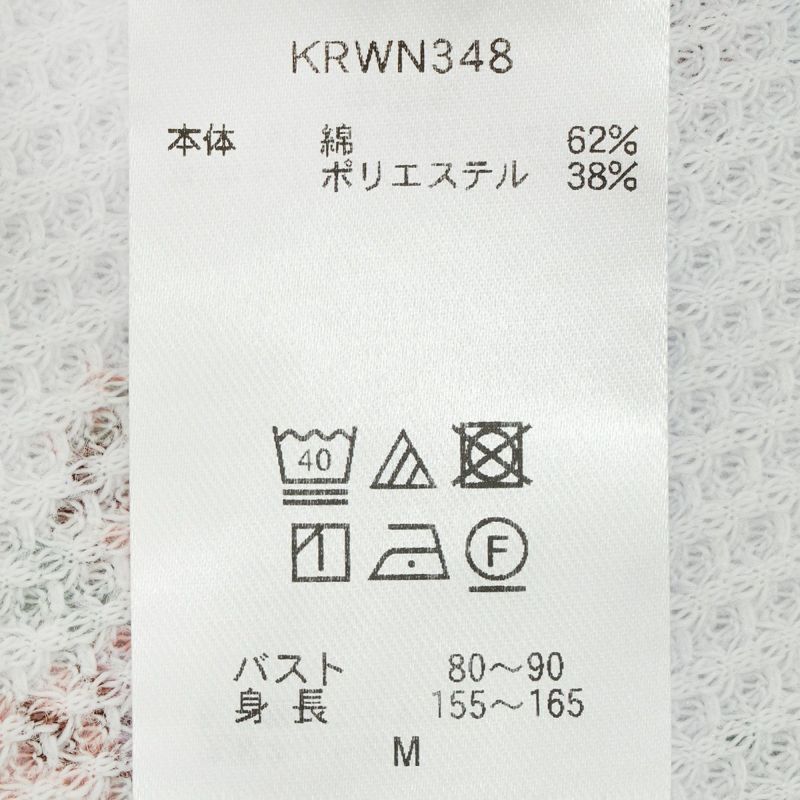 KRWN348
本体 綿 62%
ポリエステル 38%
40
F
バスト 80～90
身長 155～165
M